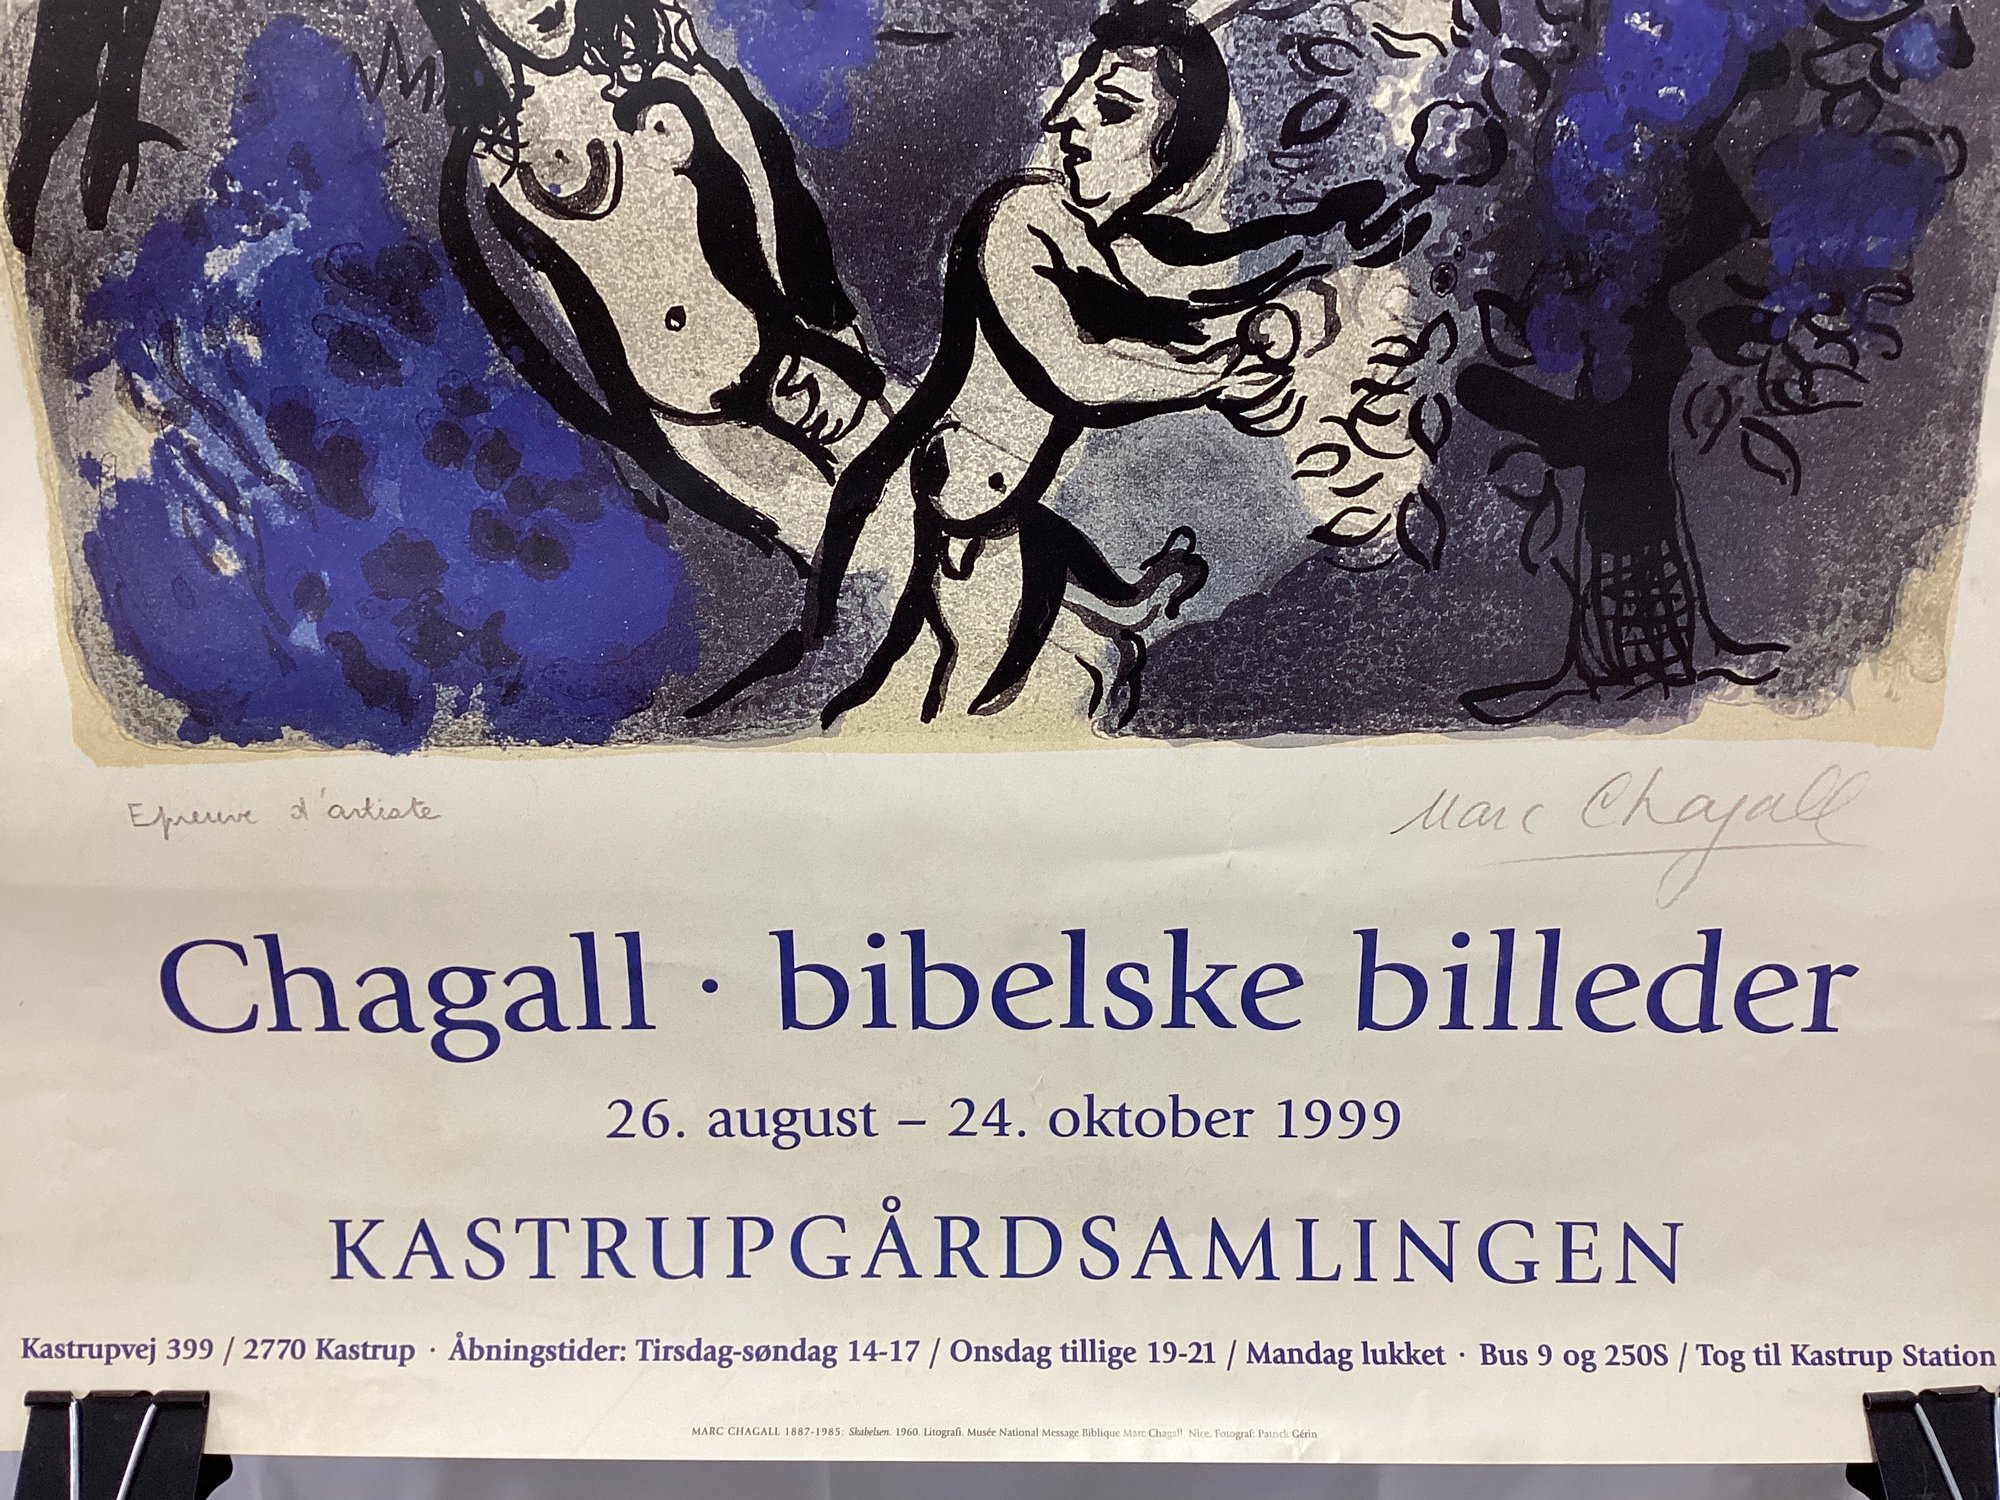 Epreuve d'artiste
Marc Chagall
Chagall · bibelske billeder
26. august – 24. oktober 1999
KASTRUPGÅRDSAMLINGEN
Kastrupvej 399 / 2770 Kastrup · Åbningstider: Tirsdag-søndag 14-17 / Onsdag tillige 19-21 / Mandag lukket · Bus 9 og 250S / Tog til Kastrup Station
MARC CHAGALL 1887-1985: Skabelsen. 1960. Litografi. Musée National Message Biblique Marc Chagall. Nice. Fotograf: Patrick Gérin